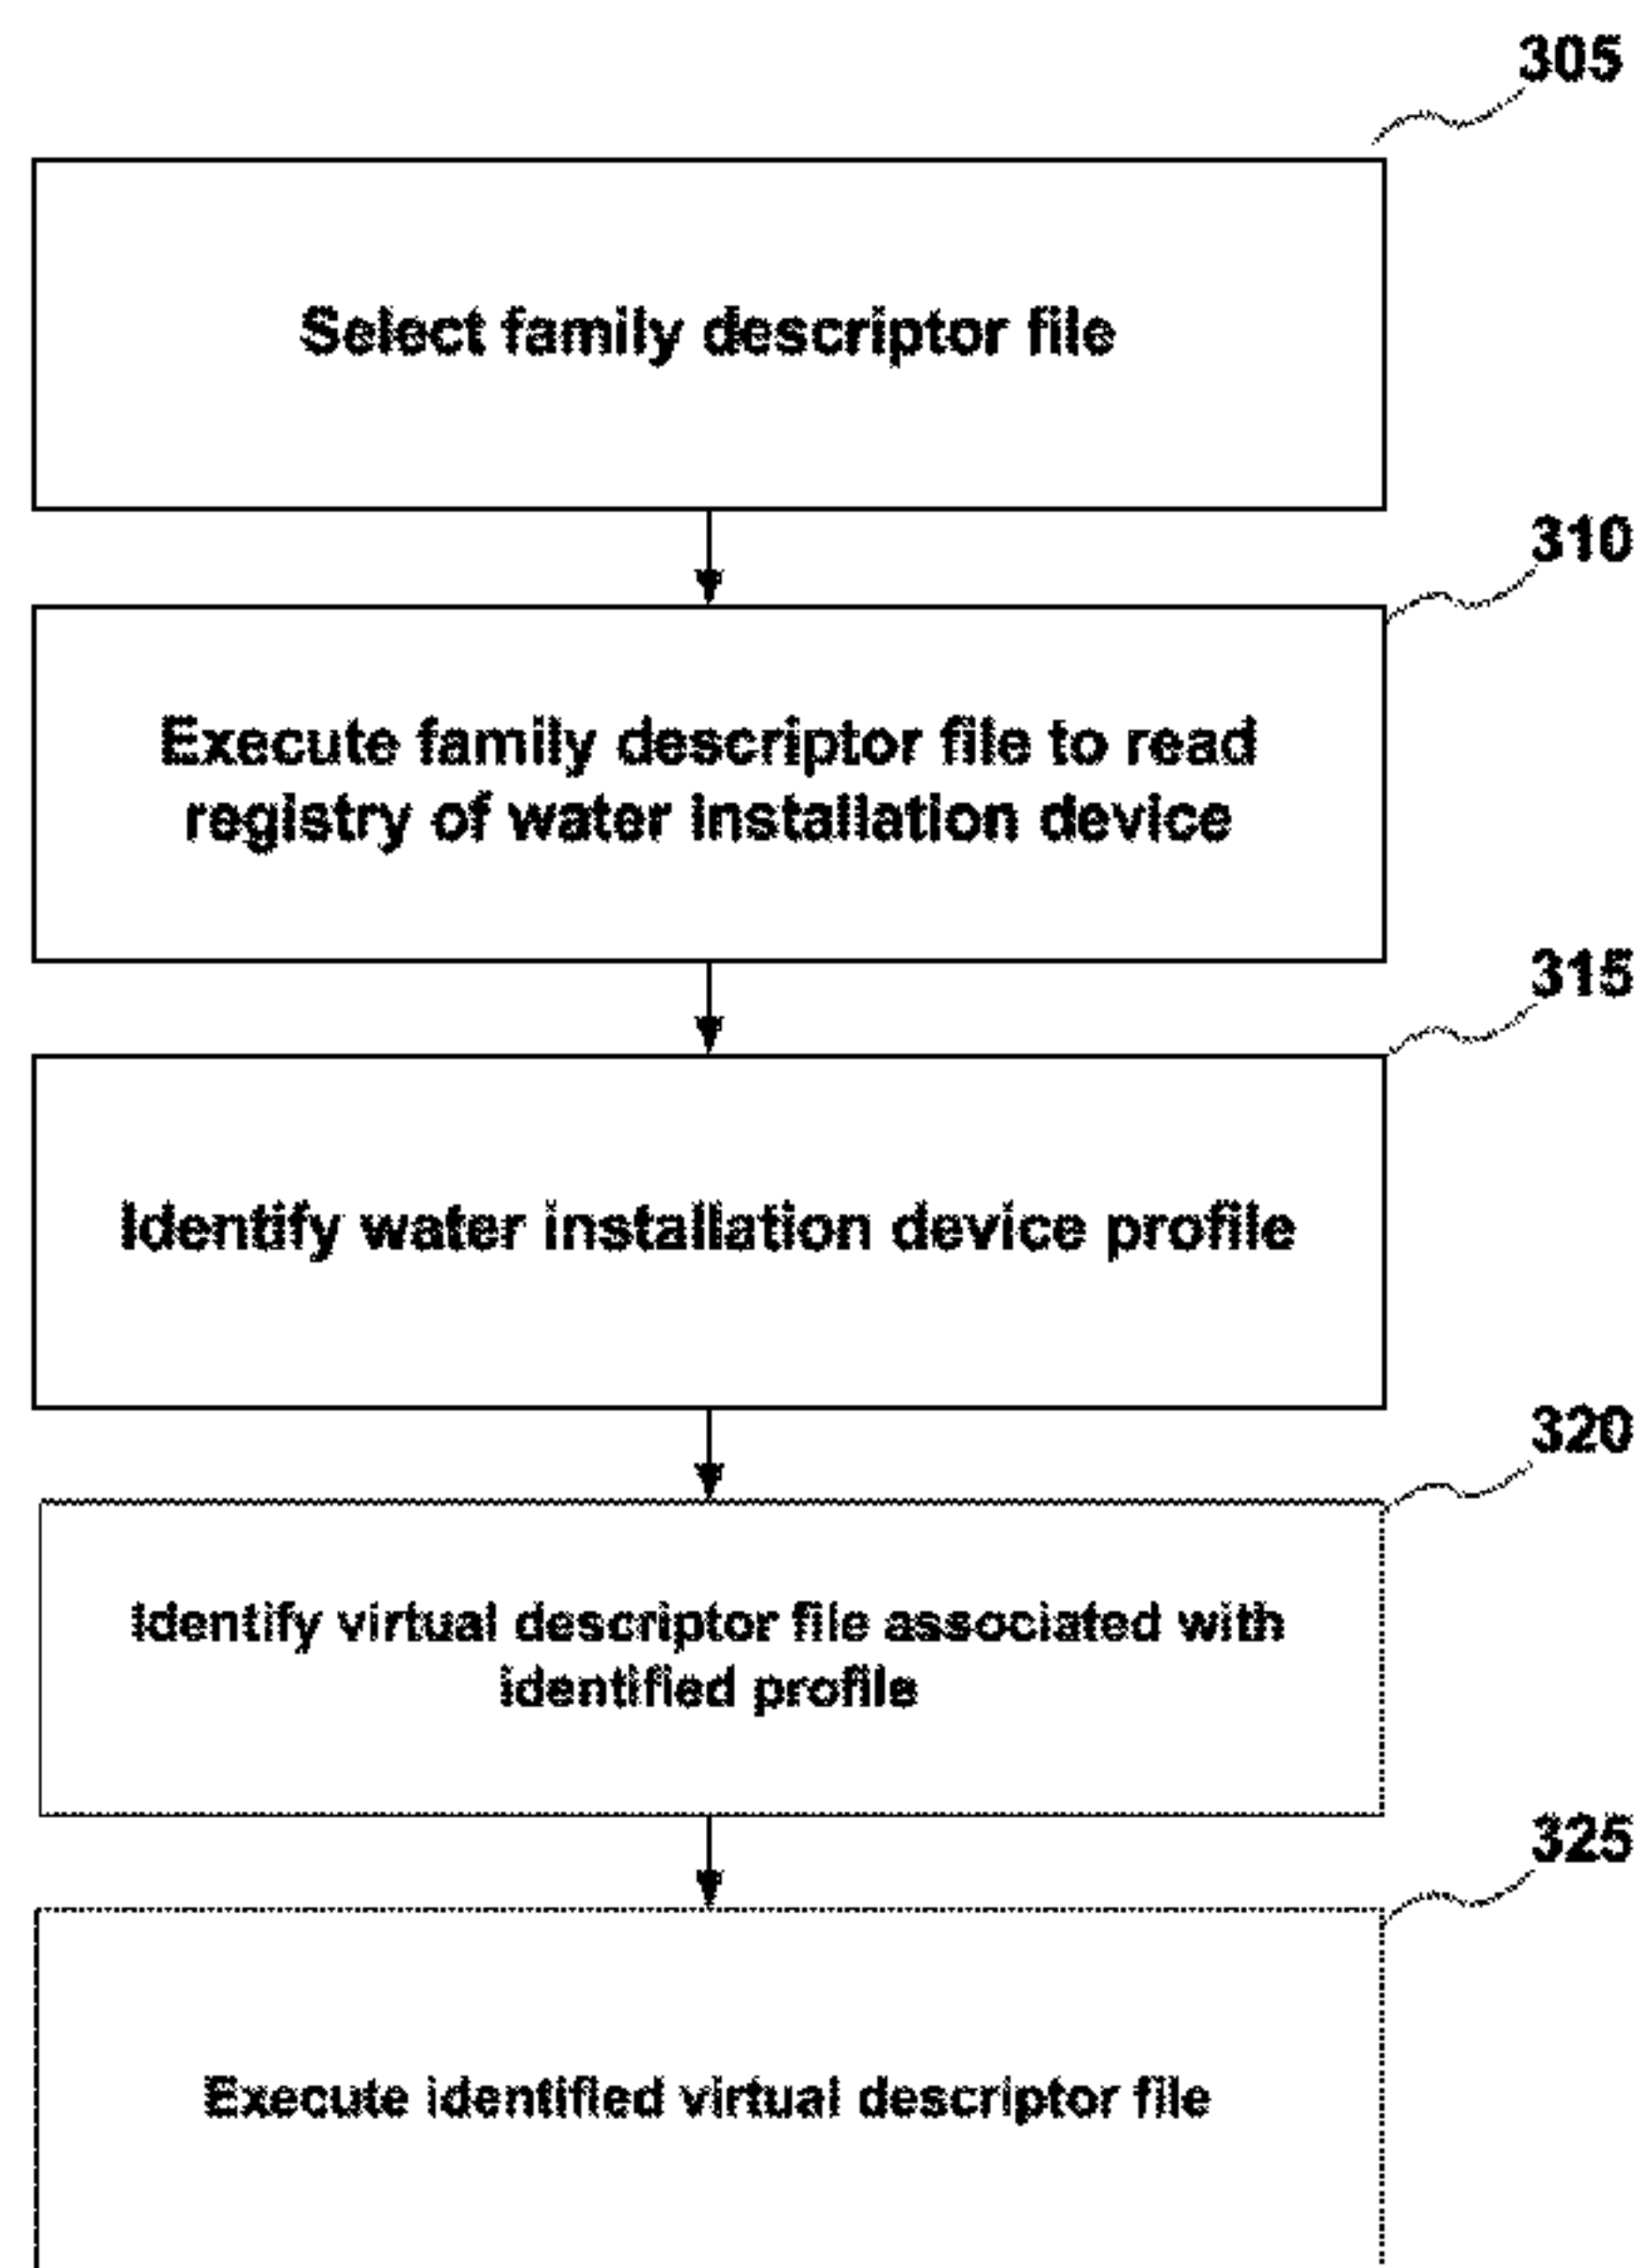 305
Select family descriptor file
310
Execute family descriptor file to read
registry of water installation device
315
Identify water installation device profile
320
Identify virtual descriptor file associated with
identified profile
325
Execute identified virtual descriptor file